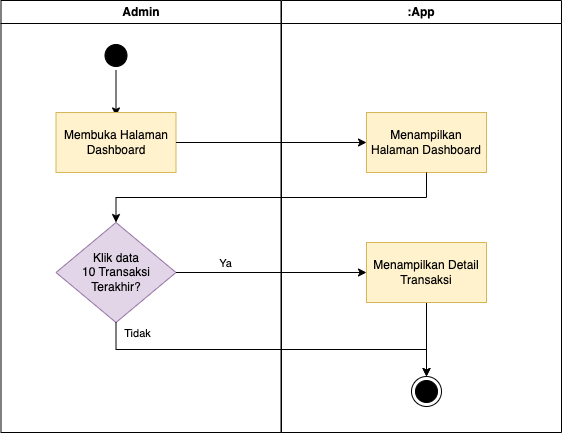 Admin
:App
Membuka Halaman
Dashboard
Menampilkan
Halaman Dashboard
Klik data
10 Transaksi
Terakhir?
Ya
Menampilkan Detail
Transaksi
Tidak